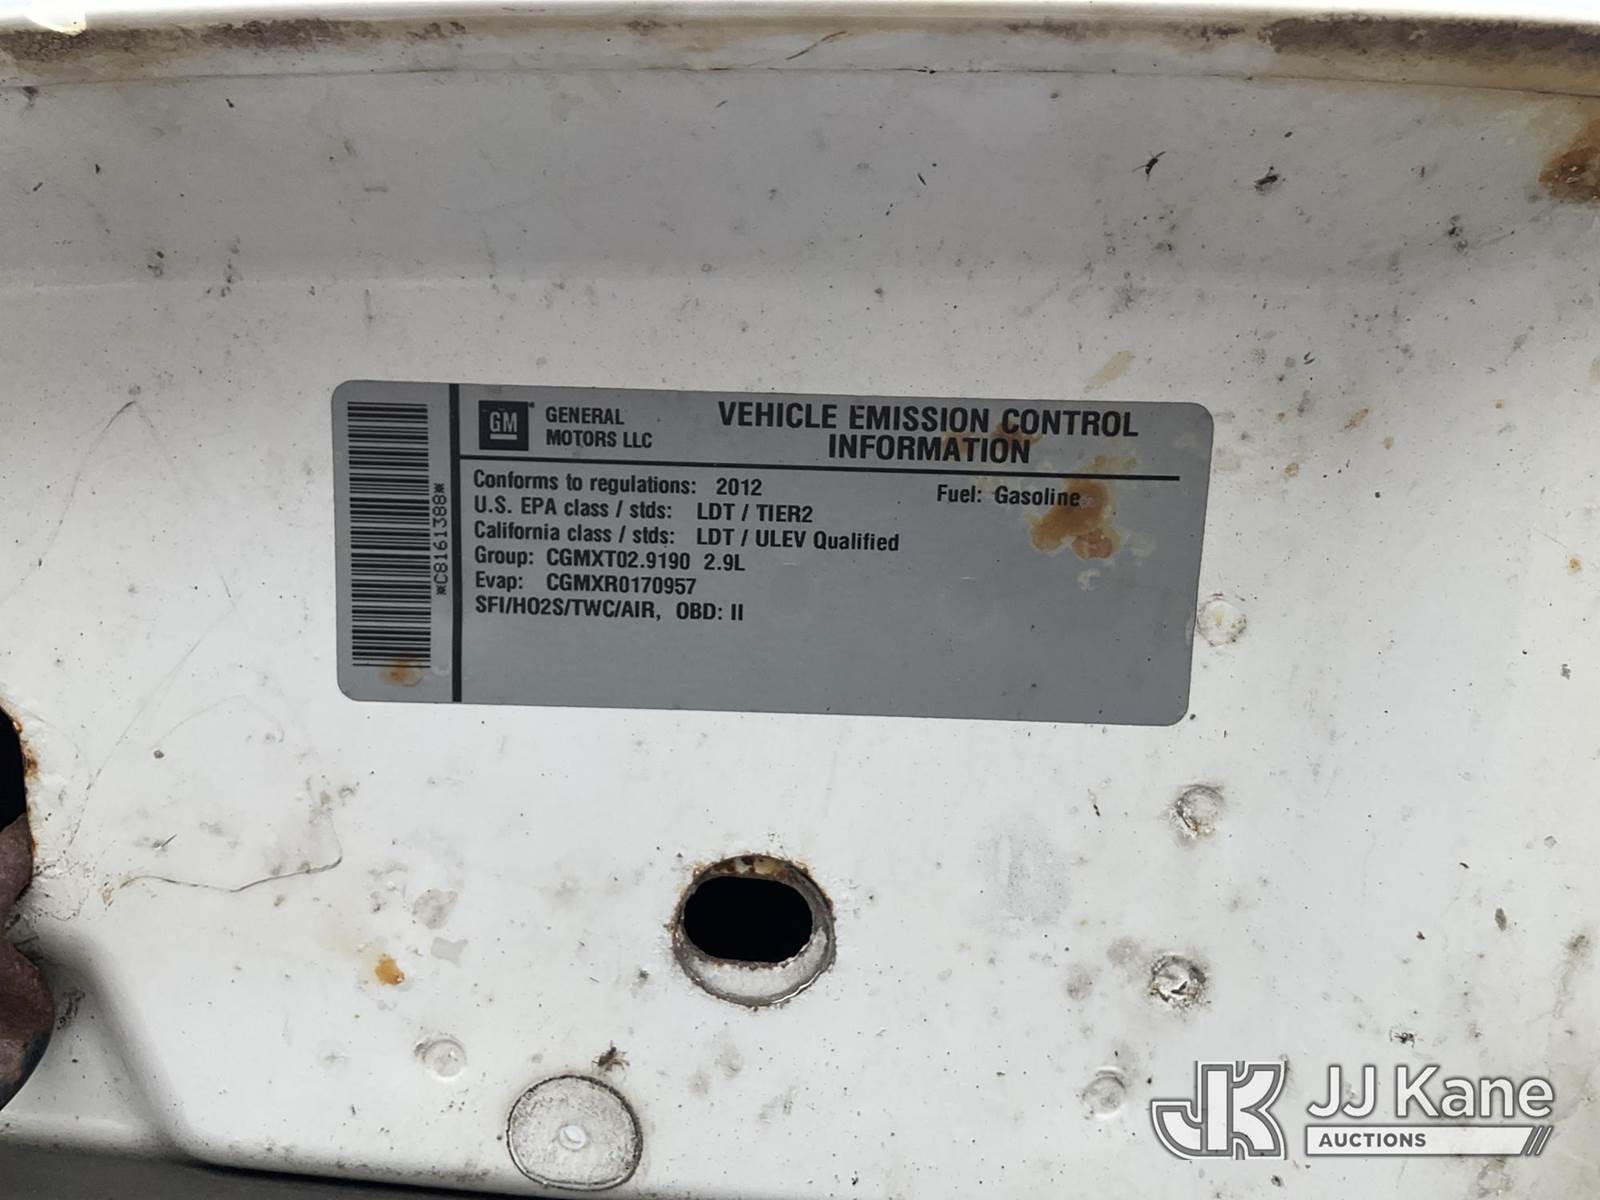 GM
GENERAL
MOTORS LLC
VEHICLE EMISSION CONTROL
INFORMATION
Conforms to regulations: 2012
Fuel: Gasoline
U.S. EPA class / stds: LDT / TIER2
California class / stds: LDT / ULEV Qualified
Group: CGMXT02.9190 2.9L
Evap: CGMXR0170957
SFI/HO2S/TWC/AIR, OBD: II
*C8161388*
JK
JJ Kane
AUCTIONS